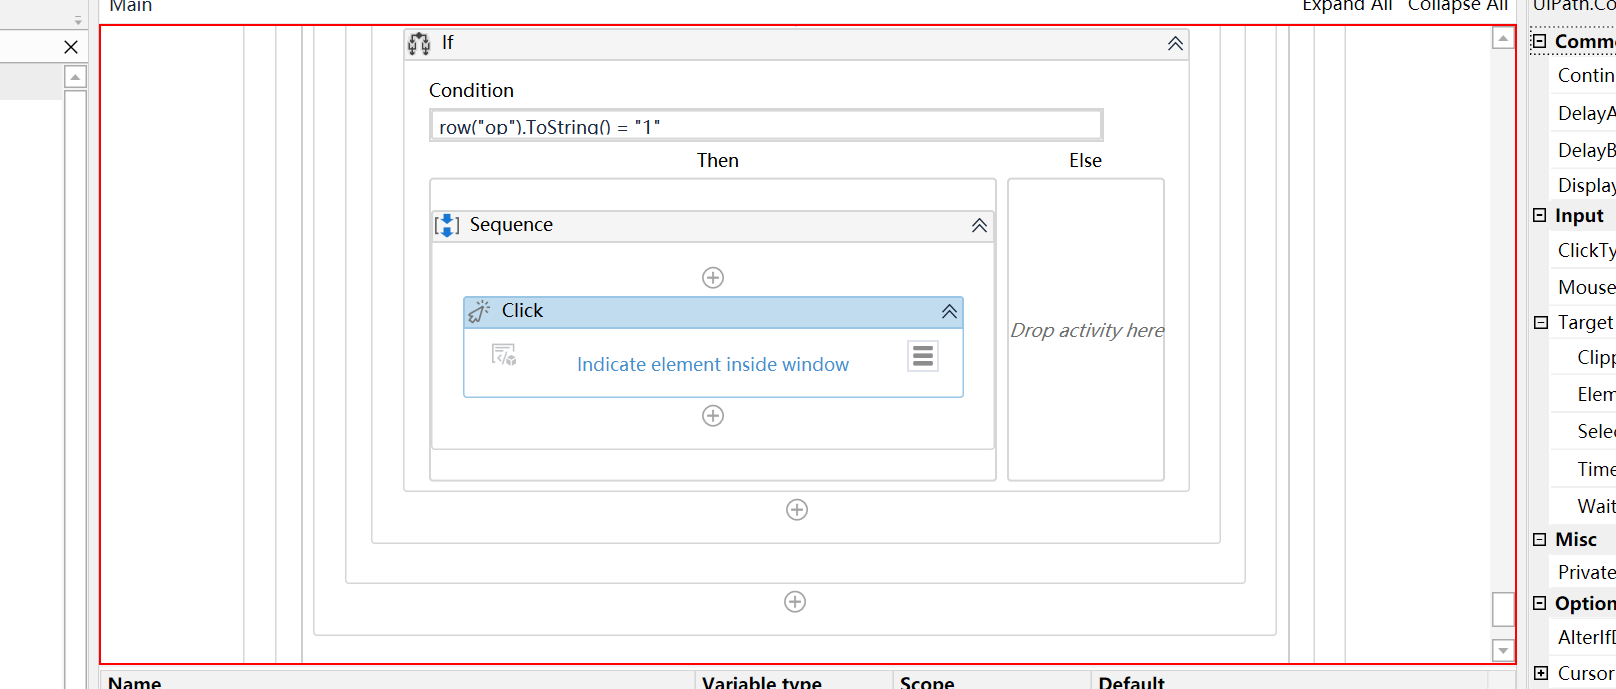 Main
Expand All Collapse All
UiPath.Co
If
Condition
row("op").ToString() = "1"
Then
Else
Sequence
Click
Indicate element inside window
Drop activity here
Name
Variable type
Scope
Default
Commo
Contin
DelayA
DelayB
Display
Input
ClickTy
Mouse
Target
Clipp
Elem
Selec
Time
Wait
Misc
Private
Option
AlterIfD
Cursor